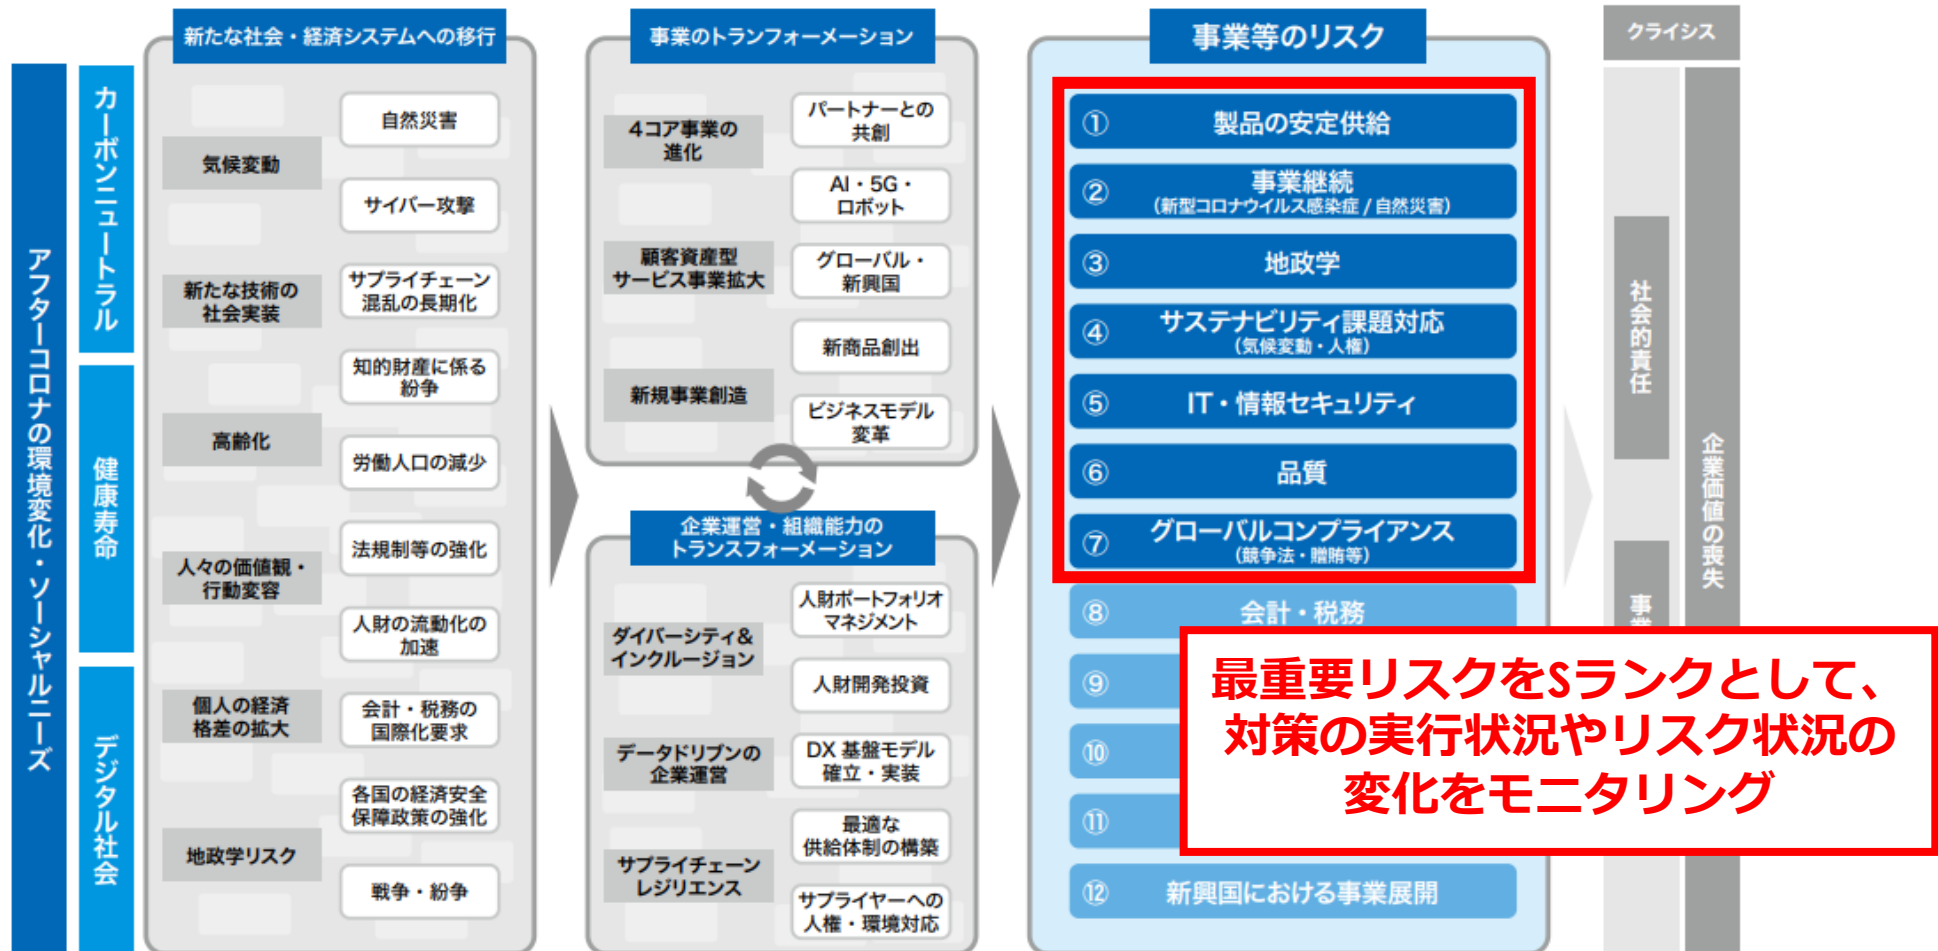 アフターコロナの環境変化・ソーシャルニーズ
カーボンニュートラル
健康寿命
デジタル社会
新たな社会・経済システムへの移行
気候変動
新たな技術の
社会実装
高齢化
人々の価値観・
行動変容
個人の経済
格差の拡大
地政学リスク
自然災害
サイバー攻撃
サプライチェーン
混乱の長期化
知的財産に係る
紛争
労働人口の減少
法規制等の強化
人財の流動化の
加速
会計・税務の
国際化要求
各国の経済安全
保障政策の強化
戦争・紛争
事業のトランフォーメーション
4コア事業の
進化
顧客資産型
サービス事業拡大
新規事業創造
パートナーとの
共創
AI・5G・
ロボット
グローバル・
新興国
新商品創出
ビジネスモデル
変革
企業運営・組織能力の
トランスフォーメーション
ダイバーシティ&
インクルージョン
データドリブンの
企業運営
サプライチェーン
レジリエンス
人財ポートフォリオ
マネジメント
人財開発投資
DX 基盤モデル
確立・実装
最適な
供給体制の構築
サプライヤーへの
人権・環境対応
事業等のリスク
① 製品の安定供給
② 事業継続
(新型コロナウイルス感染症 / 自然災害)
③ 地政学
④ サステナビリティ課題対応
(気候変動・人権)
⑤ IT・情報セキュリティ
⑥ 品質
⑦ グローバルコンプライアンス
(競争法・贈賄等)
⑧ 会計・税務
⑨
⑩
⑪
⑫ 新興国における事業展開
最重要リスクをSランクとして、
対策の実行状況やリスク状況の
変化をモニタリング
クライシス
社会的責任
事業
企業価値の喪失